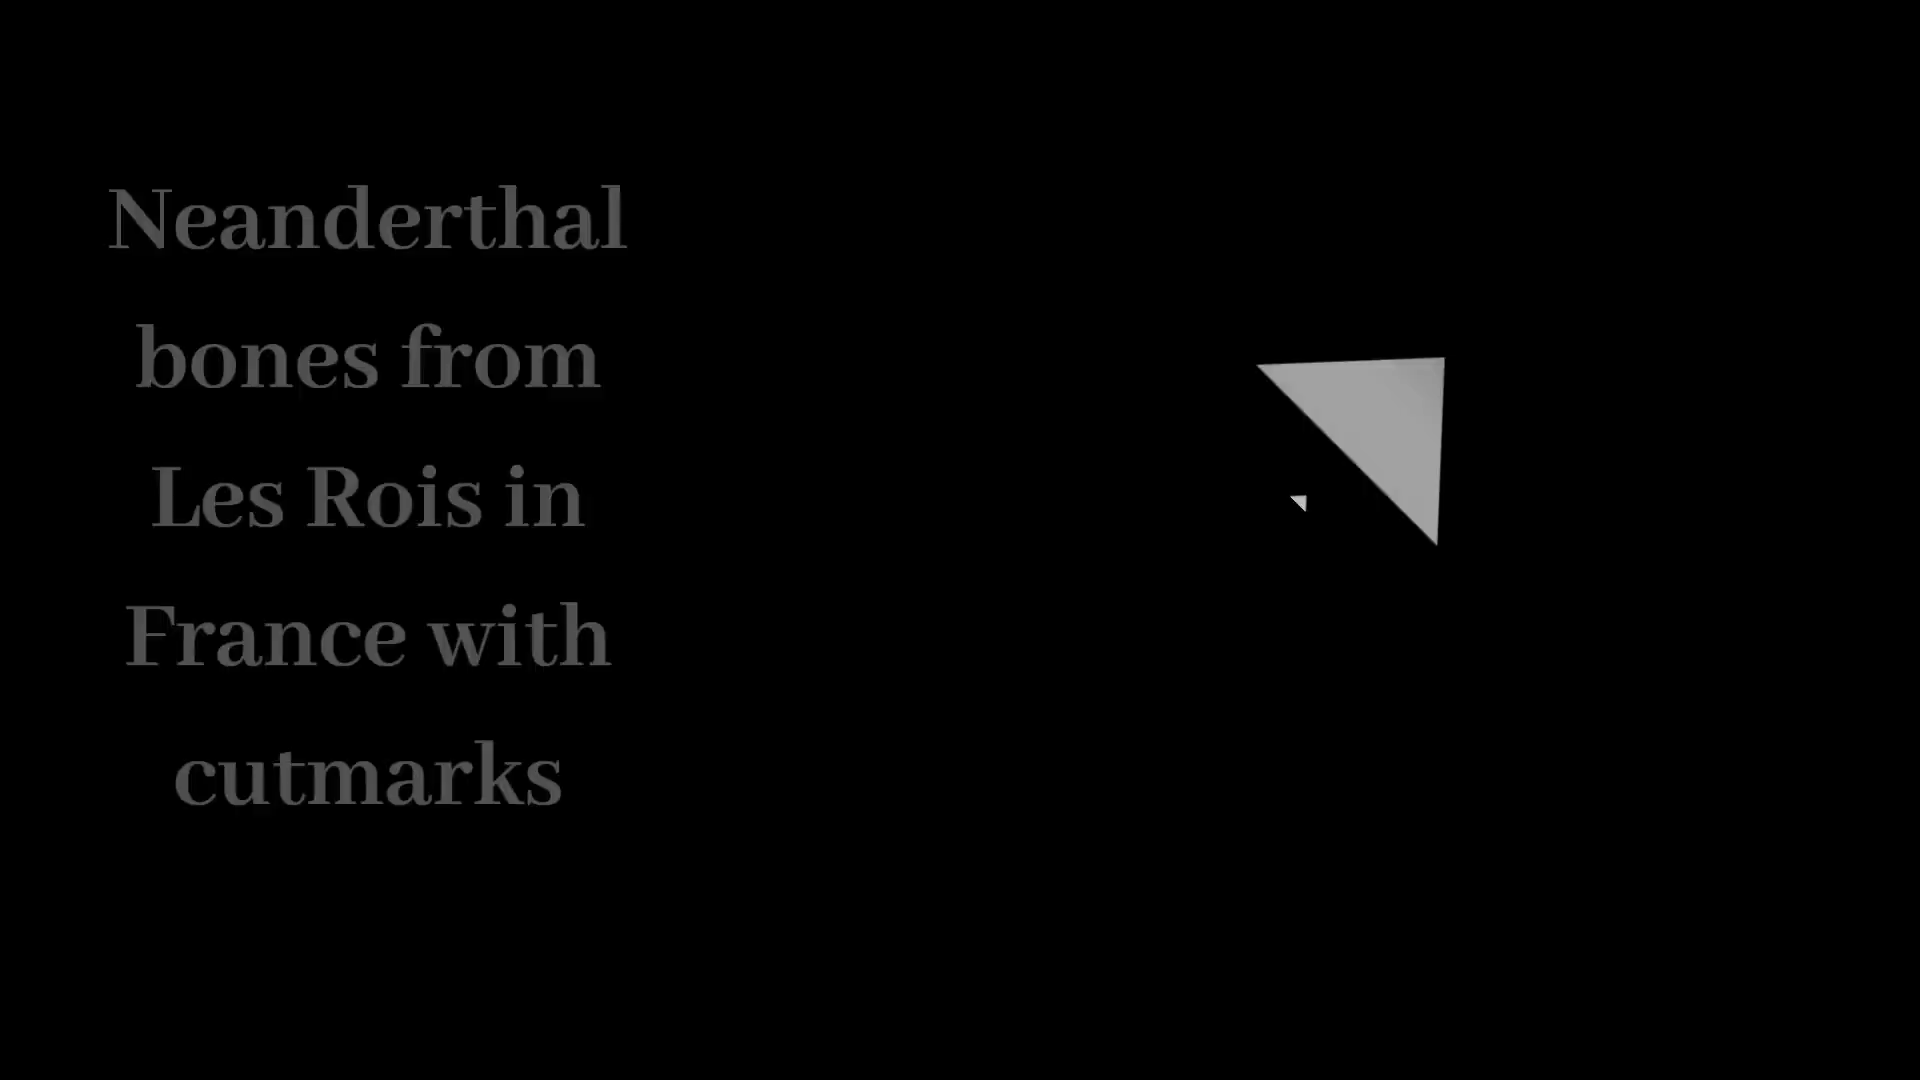 Neanderthal
bones from
Les Rois in
France with
cutmarks